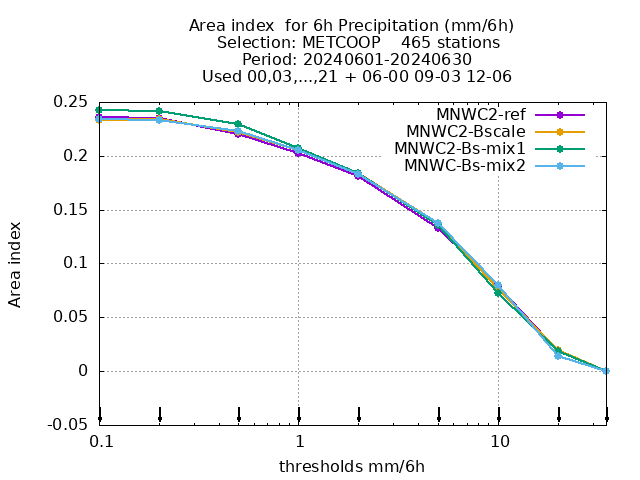 Area index  for 6h Precipitation (mm/6h)
Selection: METCOOP    465 stations
Period: 20240601-20240630
Used 00,03,...,21 + 06-00 09-03 12-06
MNWC2-ref
MNWC2-Bscale
MNWC2-Bs-mix1
MNWC-Bs-mix2
Area index
0.25
0.2
0.15
0.1
0.05
0
-0.05
0.1 1 10
thresholds mm/6h